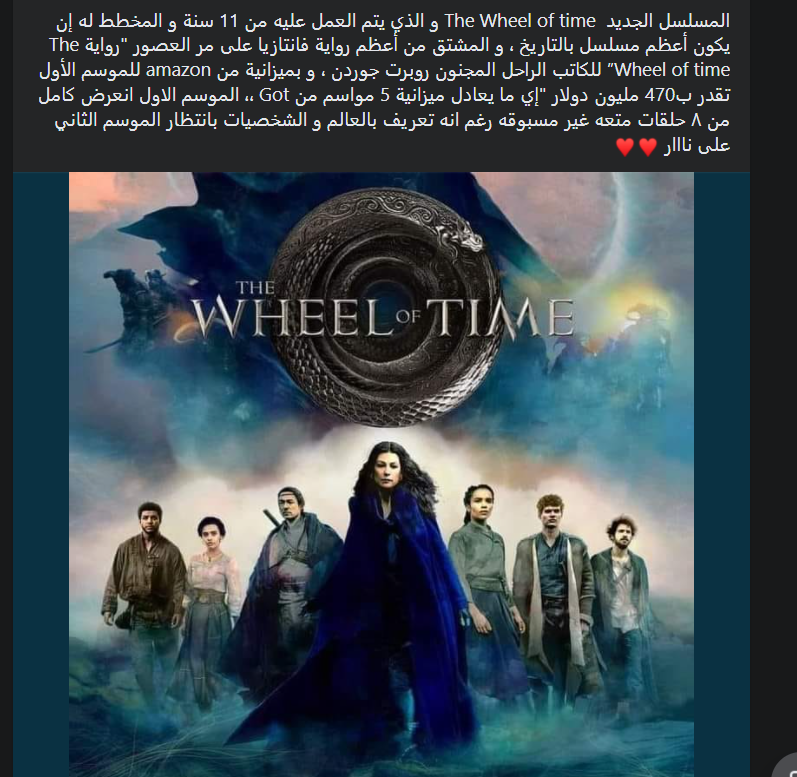 المسلسل الجديد The Wheel of time و الذي يتم العمل عليه من 11 سنة و المخطط له إن
يكون أعظم مسلسل بالتاريخ ، و المشتق من أعظم رواية فانتازيا على مر العصور "رواية The
Wheel of time" للكاتب الراحل المجنون روبرت جوردن ، و بميزانية من amazon للموسم الأول
تقدر ب470 مليون دولار "إي ما يعادل ميزانية 5 مواسم من Got ،، الموسم الاول انعرض كامل
من ٨ حلقات متعه غير مسبوقه رغم انه تعريف بالعالم و الشخصيات بانتظار الموسم الثاني
على نااار ♥️ ♥️
THE
WHEEL OF TIME